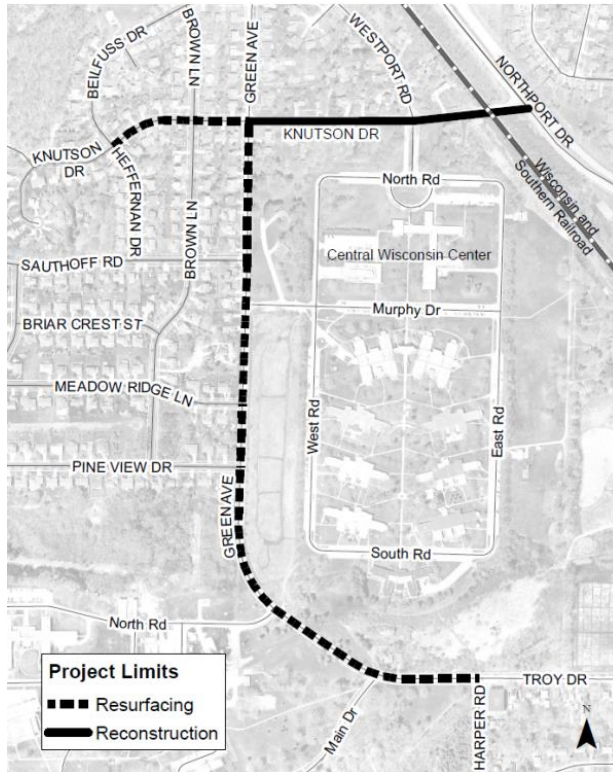 BEILFUSS DR
BROWN LN
GREEN AVE
WESTPORT RD
NORTHPORT DR
KNUTSON DR
KNUTSON DR
HEFFERNAN DR
BROWN LN
North Rd
Wisconsin and
Southern Railroad
SAUTHOFF RD
Central Wisconsin Center
Murphy Dr
BRIAR CREST ST
MEADOW RIDGE LN
West Rd
East Rd
PINE VIEW DR
GREEN AVE
South Rd
North Rd
Project Limits
Resurfacing
Reconstruction
Main Dr
HARPER RD
TROY DR
N